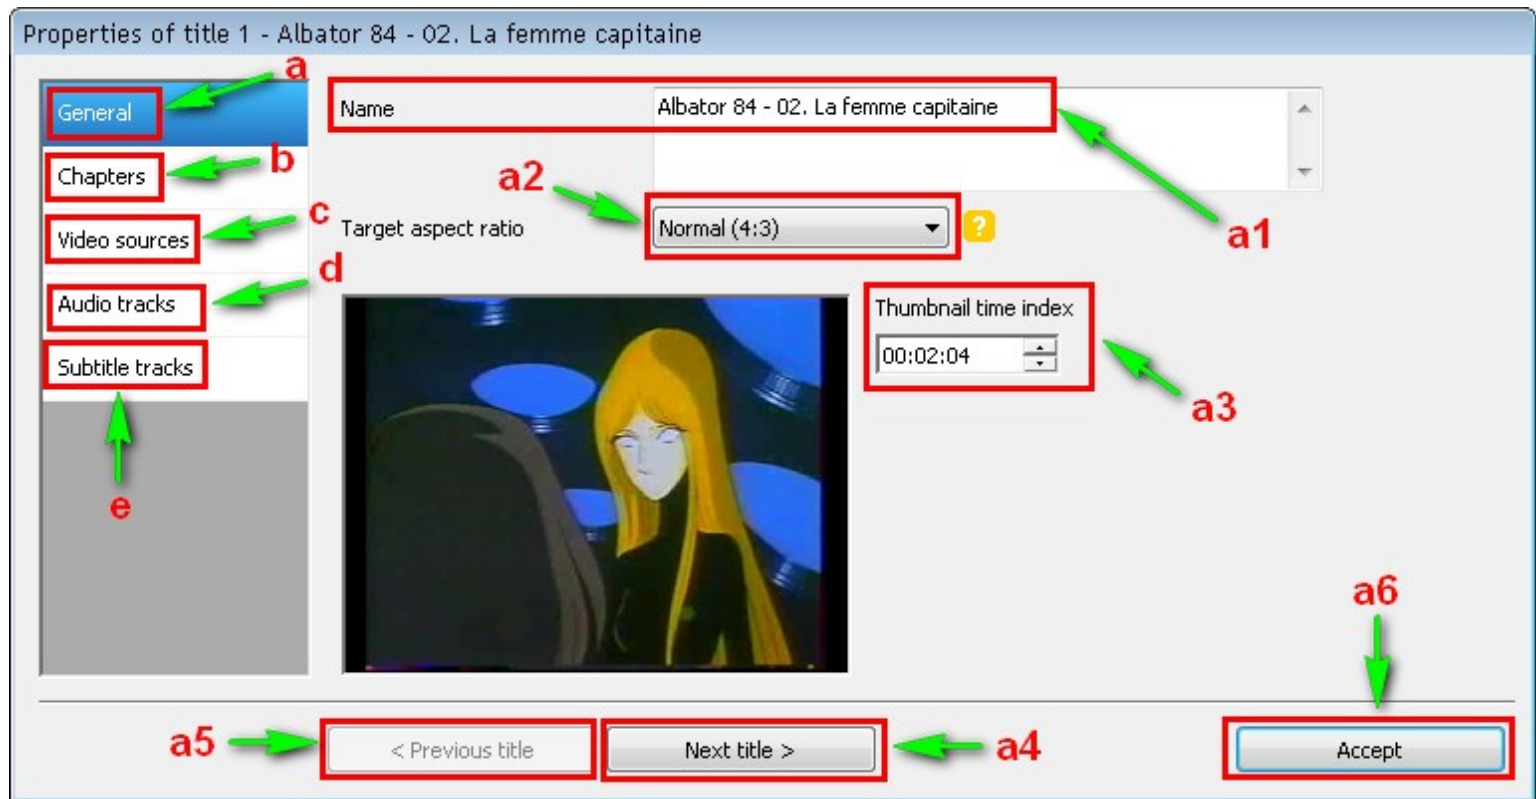 Properties of title 1 - Albator 84 - 02. La femme capitaine
a
General
Name
Albator 84 - 02. La femme capitaine
b
Chapters
a2
c
Video sources
Target aspect ratio
Normal (4:3)
?
a1
d
Audio tracks
Thumbnail time index
00:02:04
Subtitle tracks
a3
e
a6
a5
< Previous title
Next title >
a4
Accept